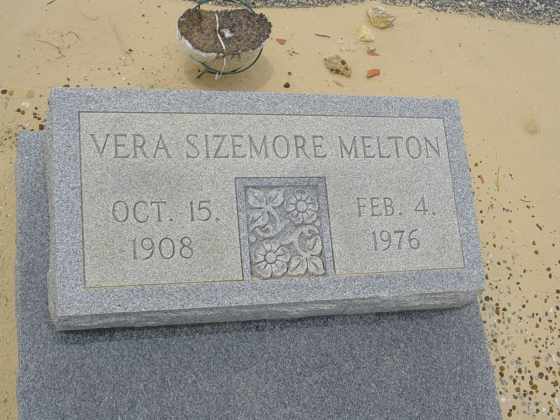 VERA SIZEMORE MELTON
OCT. 15.
1908
FEB. 4.
1976